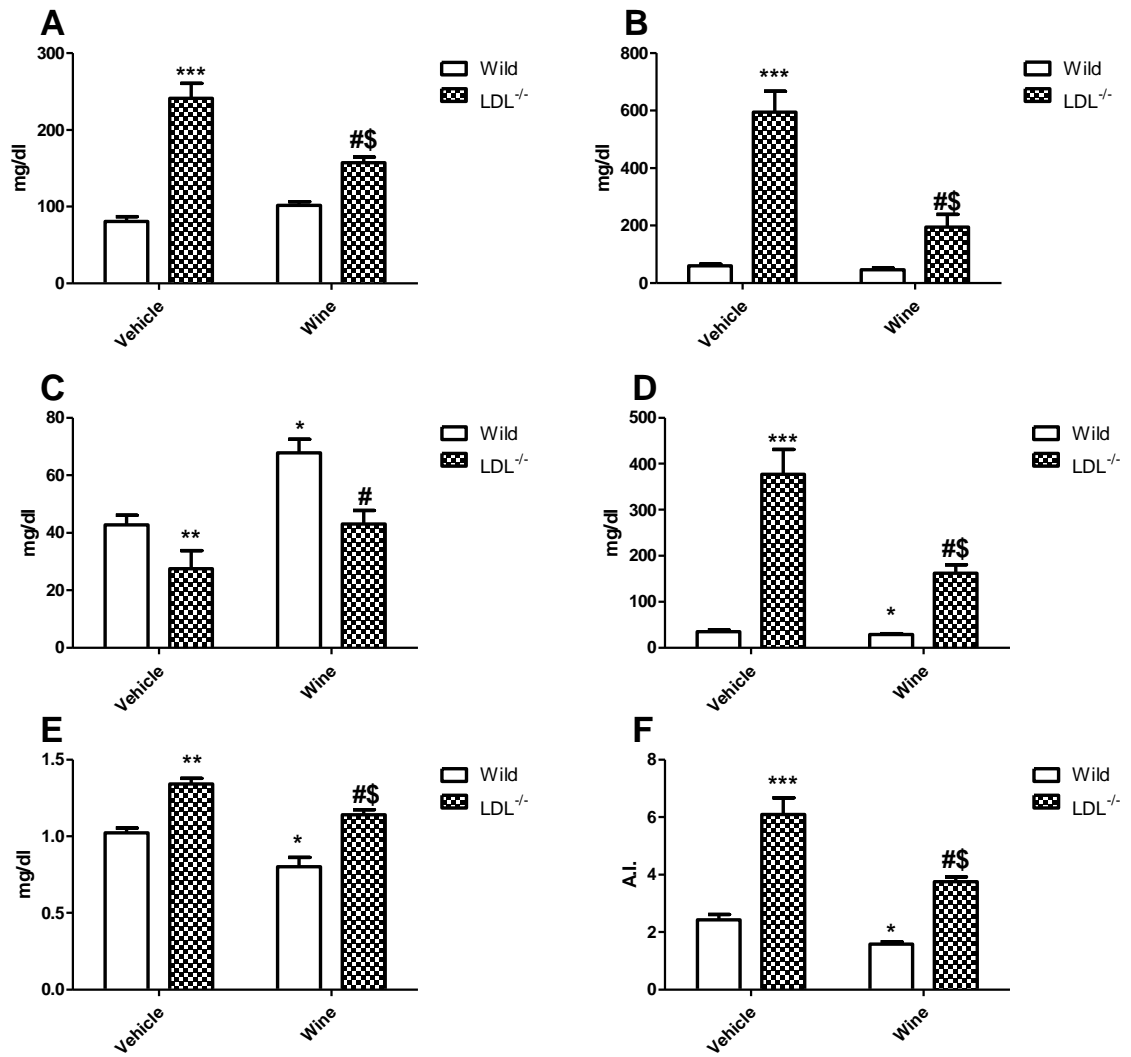 A
300
200
100
0
mg/dl
***
#$
Vehicle
Wine
Wild
LDL-/-
B
800
600
400
200
0
mg/dl
***
#$
Vehicle
Wine
Wild
LDL-/-
C
80
60
40
20
0
mg/dl
**
*
#
Vehicle
Wine
Wild
LDL-/-
D
500
400
300
200
100
0
mg/dl
***
*
#$
Vehicle
Wine
Wild
LDL-/-
E
1.5
1.0
0.5
0.0
mg/dl
**
*
#$
Vehicle
Wine
Wild
LDL-/-
F
8
6
4
2
0
A.I.
***
*
#$
Vehicle
Wine
Wild
LDL-/-